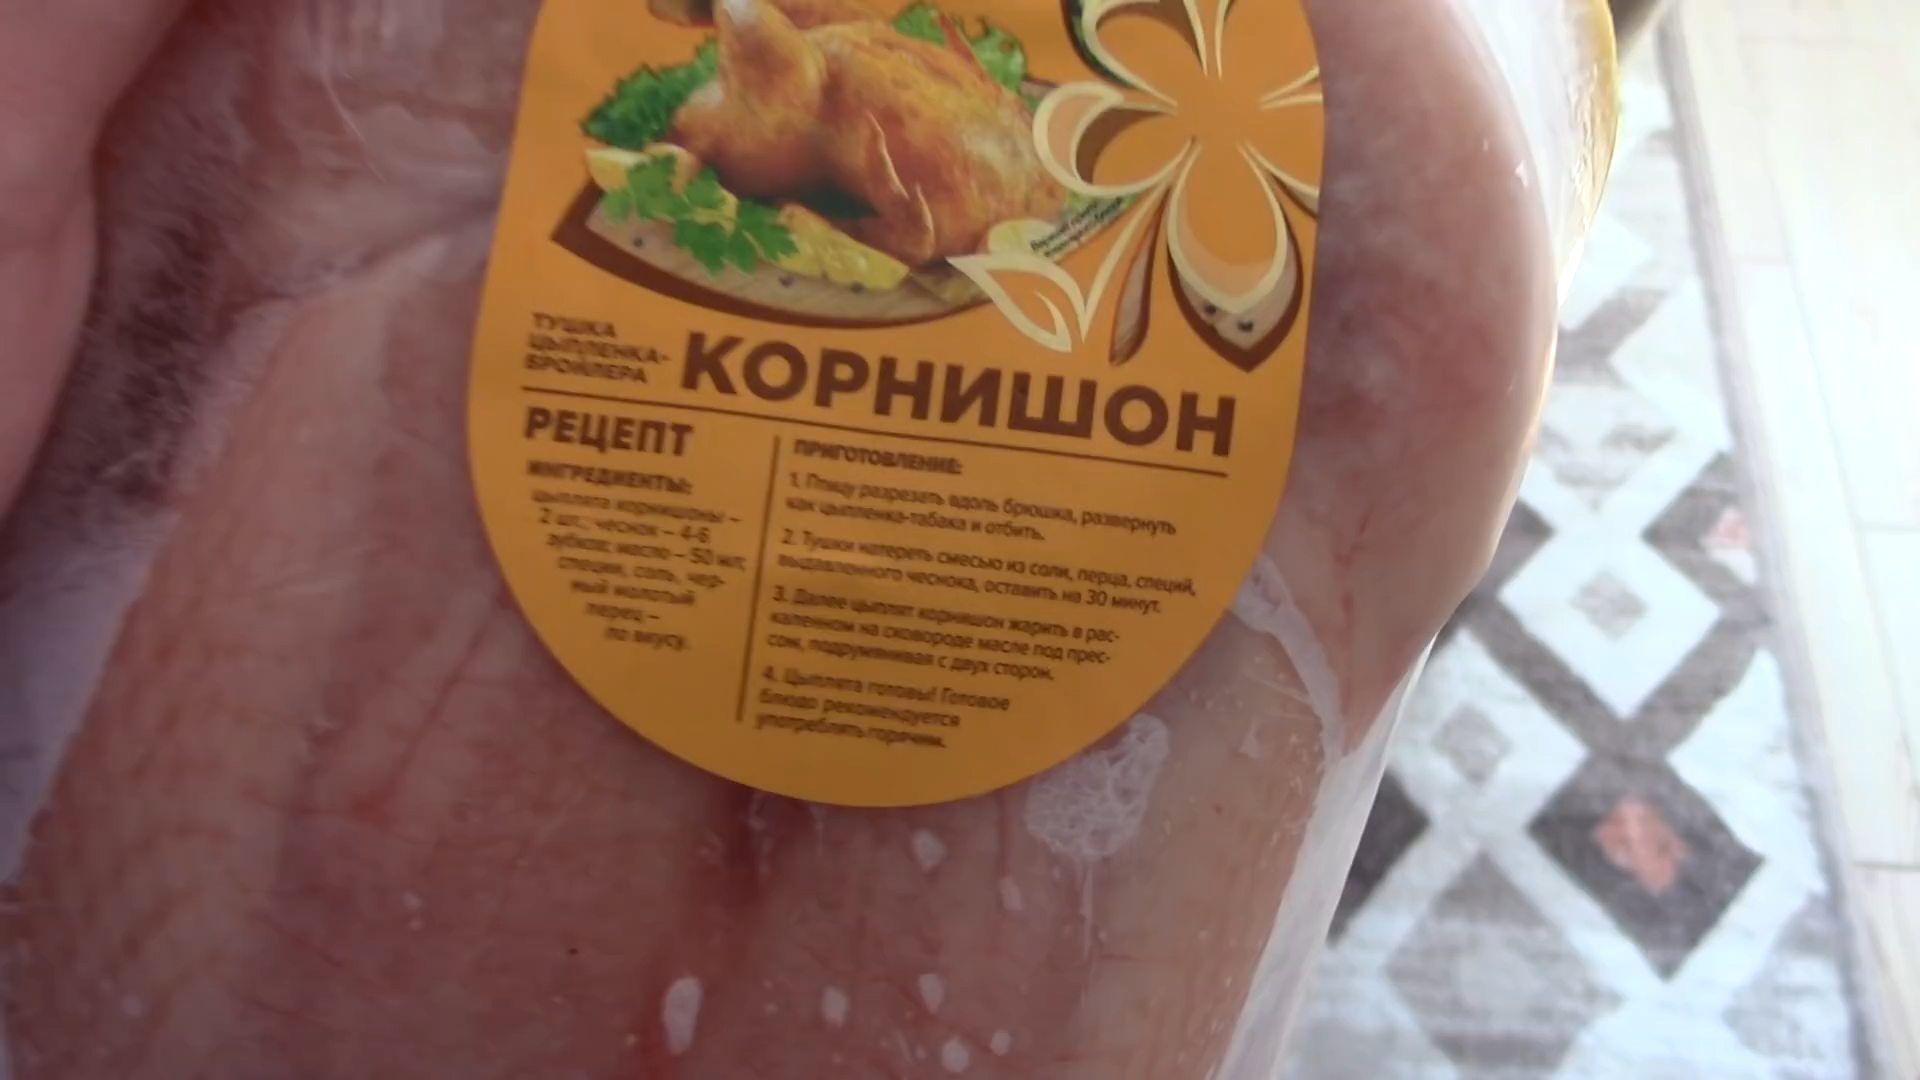 ТУШКА
ЦЫПЛЕНКА-
БРОЙЛЕРА
КОРНИШОН
РЕЦЕПТ
ИНГРЕДИЕНТЫ:
цыплята корнишоны –
2 шт.; чеснок – 4-6
зубков; масло – 50 мл;
специи, соль, чер-
ный молотый
перец –
по вкусу.
ПРИГОТОВЛЕНИЕ:
1. Птицу разрезать вдоль брюшка, развернуть
как цыпленка-табака и отбить.
2. Тушки натереть смесью из соли, перца, специй,
выдавленного чеснока, оставить на 30 минут.
3. Далее цыплят корнишон жарить в рас-
каленном на сковороде масле под прес-
сом, подрумянивая с двух сторон.
4. Цыплята готовы! Готовое
блюдо рекомендуется
употреблять горячим.